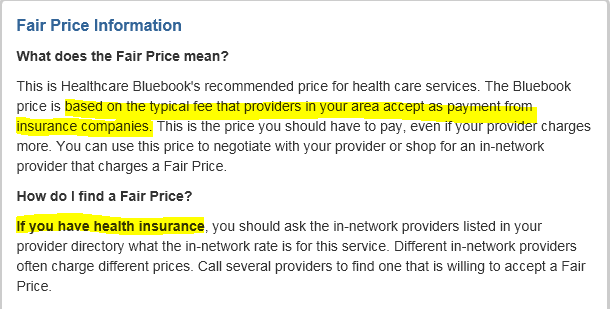 Fair Price Information
What does the Fair Price mean?
This is Healthcare Bluebook's recommended price for health care services. The Bluebook
price is based on the typical fee that providers in your area accept as payment from
insurance companies. This is the price you should have to pay, even if your provider charges
more. You can use this price to negotiate with your provider or shop for an in-network
provider that charges a Fair Price.
How do I find a Fair Price?
If you have health insurance, you should ask the in-network providers listed in your
provider directory what the in-network rate is for this service. Different in-network providers
often charge different prices. Call several providers to find one that is willing to accept a Fair
Price.